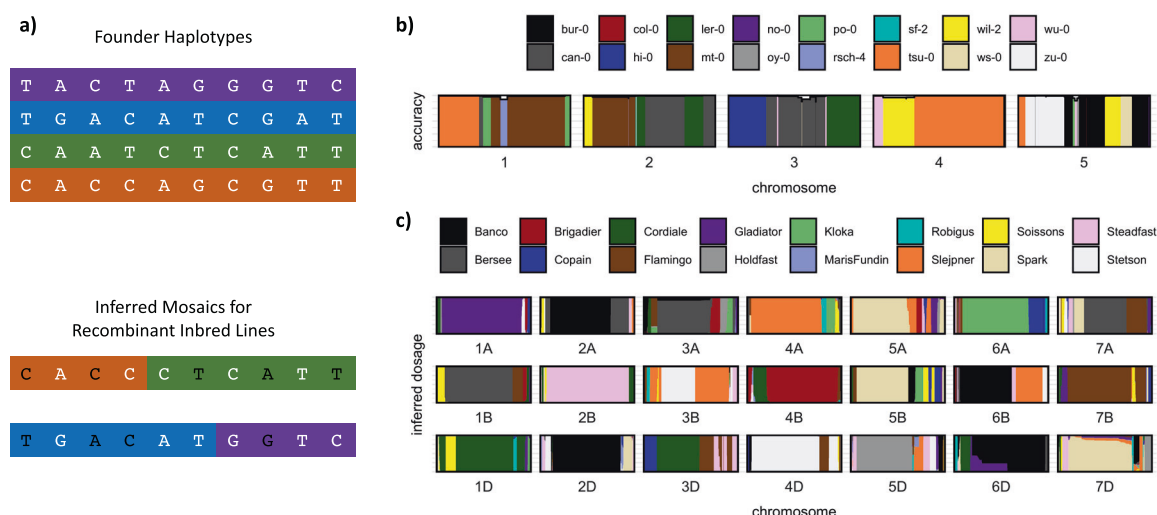 a)
Founder Haplotypes
T A C T A G G G T C
T G A C A T C G A T
C A A T C T C A T T
C A C C A G C G T T
Inferred Mosaics for
Recombinant Inbred Lines
C A C C C T C A T T
T G A C A T G G T C
b)
bur-0 col-0 ler-0 no-0 po-0 sf-2 wil-2 wu-0
can-0 hi-0 mt-0 oy-0 rsch-4 tsu-0 ws-0 zu-0
accuracy
1 2 3 4 5
chromosome
c)
Banco Brigadier Cordiale Gladiator Kloka Robigus Soissons Steadfast
Bersee Copain Flamingo Holdfast MarisFundin Slejpner Spark Stetson
inferred dosage
1A 2A 3A 4A 5A 6A 7A
1B 2B 3B 4B 5B 6B 7B
1D 2D 3D 4D 5D 6D 7D
chromosome